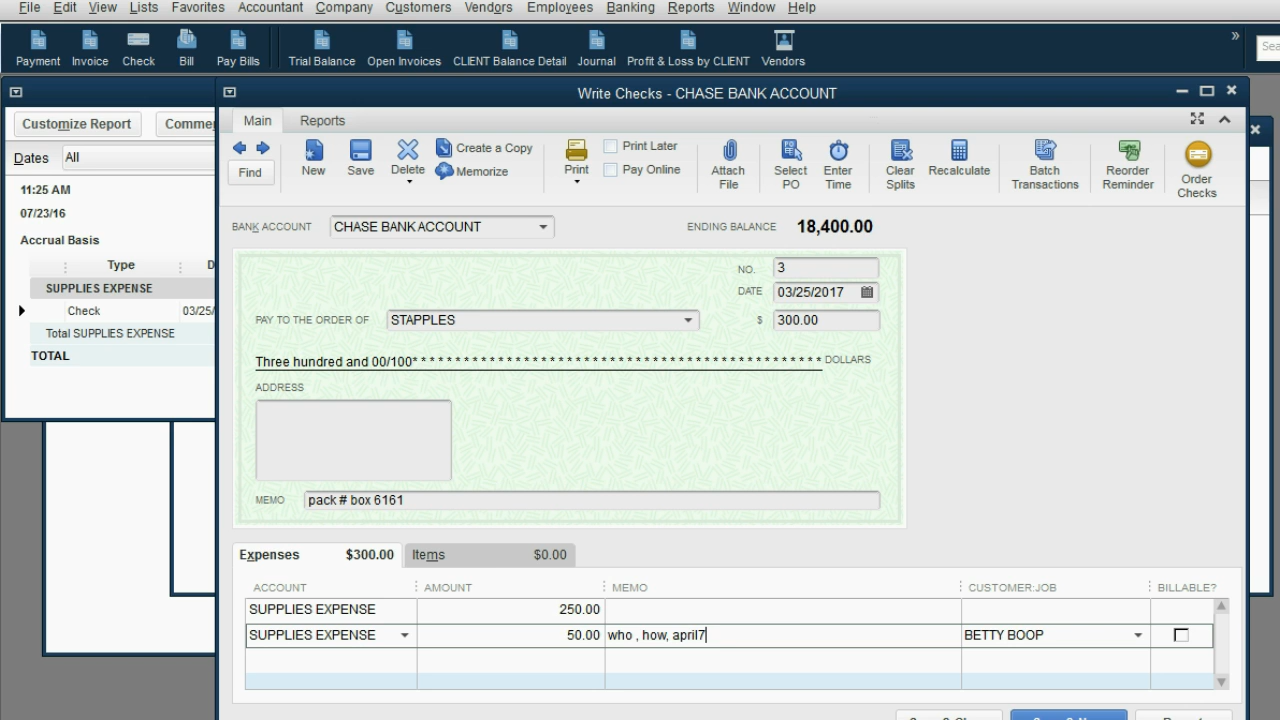 File Edit View Lists Favorites Accountant Company Customers Vendors Employees Banking Reports Window Help
Payment Invoice Check Bill Pay Bills Trial Balance Open Invoices CLIENT Balance Detail Journal Profit & Loss by CLIENT Vendors »
Write Checks - CHASE BANK ACCOUNT
Customize Report
Dates All
11:25 AM
07/23/16
Accrual Basis
Type
SUPPLIES EXPENSE
Check 03/25/
Total SUPPLIES EXPENSE
TOTAL
Main Reports
Find New Save Delete Create a Copy
Memorize
Print Print Later
Pay Online
Attach File
Select PO
Enter Time
Clear Splits
Recalculate
Batch Transactions
Reorder Reminder
Order Checks
BANK ACCOUNT CHASE BANK ACCOUNT ENDING BALANCE 18,400.00
NO. 3
DATE 03/25/2017
PAY TO THE ORDER OF STAPPLES $ 300.00
Three hundred and 00/100* * * * * * * * * * * * * * * * * * * * * * * * * * * * * * * * * * * * * * * * * * * * * * * * DOLLARS
ADDRESS
MEMO pack # box 6161
Expenses $300.00 Items $0.00
ACCOUNT AMOUNT MEMO CUSTOMER:JOB BILLABLE?
SUPPLIES EXPENSE 250.00
SUPPLIES EXPENSE 50.00 who , how, april7 BETTY BOOP